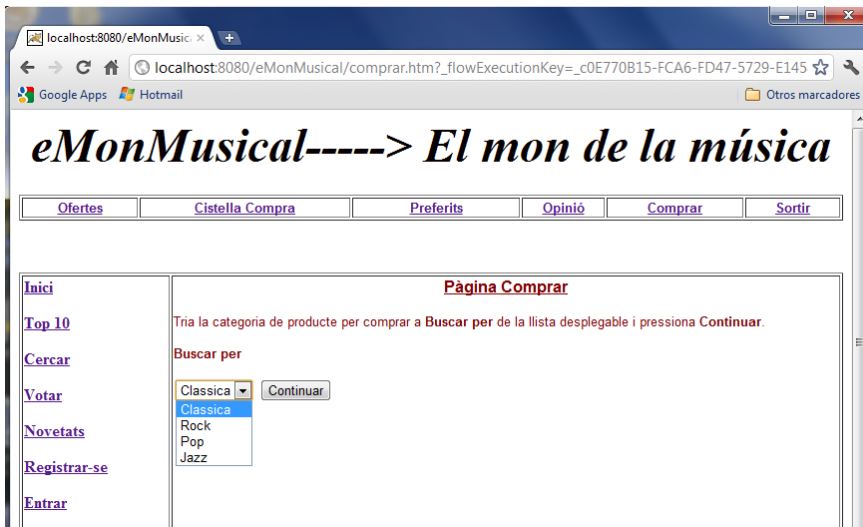 localhost:8080/eMonMusic
localhost:8080/eMonMusical/comprar.htm?_flowExecutionKey=_c0E770B15-FCA6-FD47-5729-E145
Google Apps Hotmail Otros marcadores
eMonMusical-----> El mon de la música
Ofertes Cistella Compra Preferits Opinió Comprar Sortir
Inici
Top 10
Cercar
Votar
Novetats
Registrar-se
Entrar
Pàgina Comprar
Tria la categoria de producte per comprar a Buscar per de la llista desplegable i pressiona Continuar.
Buscar per
Classica Continuar
Classica
Rock
Pop
Jazz